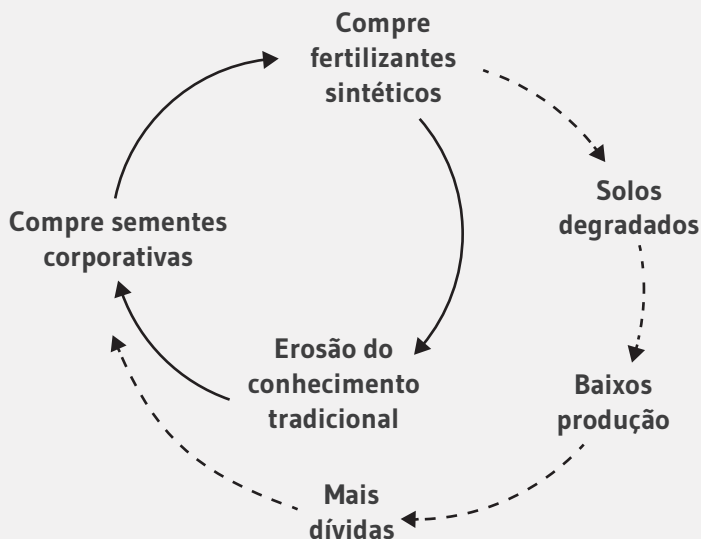 Compre
fertilizantes
sintéticos
Solos
degradados
Baixos
produção
Mais
dívidas
Erosão do
conhecimento
tradicional
Compre sementes
corporativas